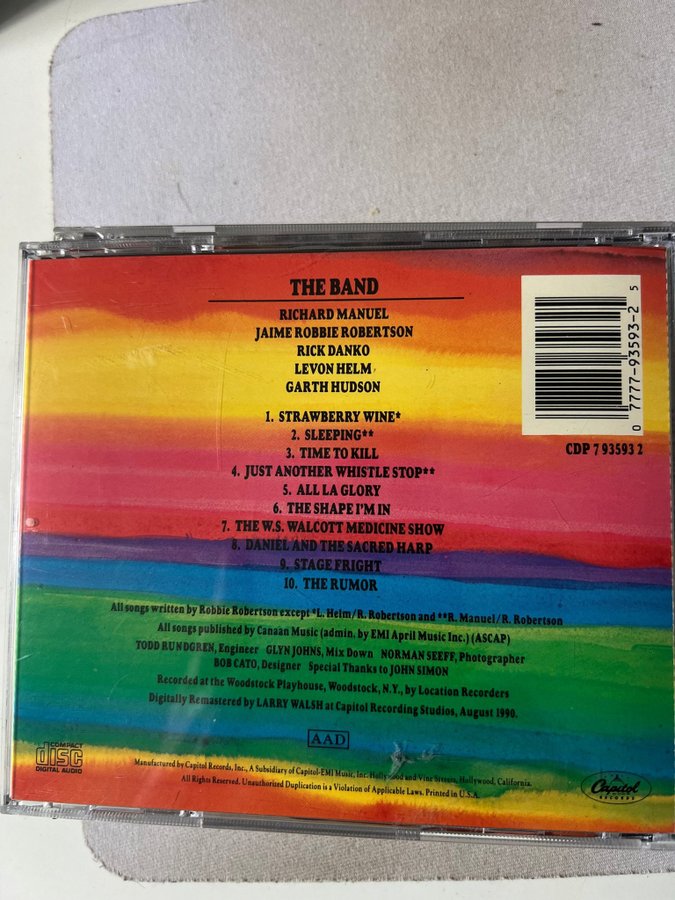 THE BAND
RICHARD MANUEL
JAIME ROBBIE ROBERTSON
RICK DANKO
LEVON HELM
GARTH HUDSON
1. STRAWBERRY WINE*
2. SLEEPING**
3. TIME TO KILL
4. JUST ANOTHER WHISTLE STOP**
5. ALL LA GLORY
6. THE SHAPE I'M IN
7. THE W.S. WALCOTT MEDICINE SHOW
8. DANIEL AND THE SACRED HARP
9. STAGE FRIGHT
10. THE RUMOR
0 7777-93593-2 5
CDP 7 93593 2
All songs written by Robbie Robertson except *L. Helm/R. Robertson and **R. Manuel/R. Robertson
All songs published by Canaan Music (admin. by EMI April Music Inc.) (ASCAP)
TODD RUNDGREN, Engineer GLYN JOHNS, Mix Down NORMAN SEEFF, Photographer
BOB CATO, Designer Special Thanks to JOHN SIMON
Recorded at the Woodstock Playhouse, Woodstock, N.Y., by Location Recorders
Digitally Remastered by LARRY WALSH at Capitol Recording Studios, August 1990.
AAD
COMPACT
disc
DIGITAL AUDIO
Manufactured by Capitol Records, Inc., A Subsidiary of Capitol-EMI Music, Inc. Hollywood and Vine Streets, Hollywood, California.
All Rights Reserved. Unauthorized Duplication is a Violation of Applicable Laws. Printed in U.S.A.
Capitol
RECORDS